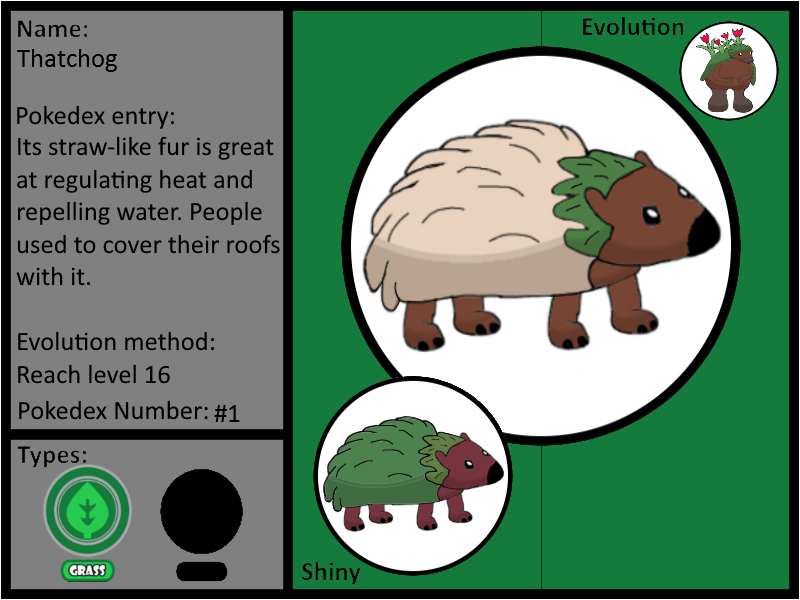 Name:
Thatchog
Pokedex entry:
Its straw-like fur is great
at regulating heat and
repelling water. People
used to cover their roofs
with it.
Evolution method:
Reach level 16
Pokedex Number: #1
Types:
GRASS
Evolution
Shiny